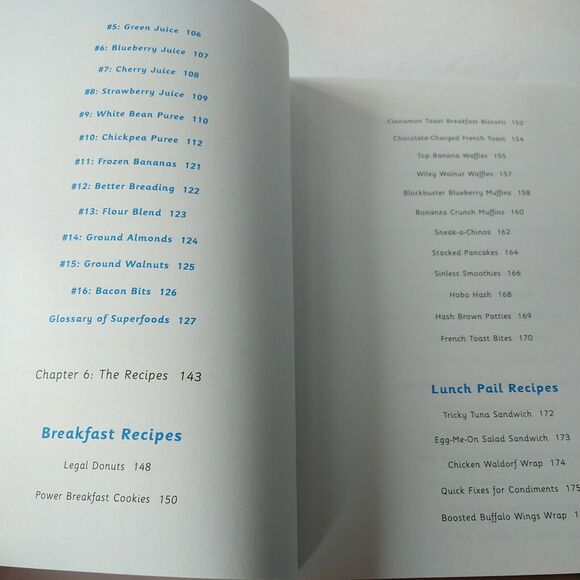 #5: Green Juice 106
#6: Blueberry Juice 107
#7: Cherry Juice 108
#8: Strawberry Juice 109
#9: White Bean Puree 110
#10: Chickpea Puree 112
#11: Frozen Bananas 121
#12: Better Breading 122
#13: Flour Blend 123
#14: Ground Almonds 124
#15: Ground Walnuts 125
#16: Bacon Bits 126
Glossary of Superfoods 127
Chapter 6: The Recipes 143
Breakfast Recipes
Legal Donuts 148
Power Breakfast Cookies 150
Cinnamon Toast Breakfast Biscotti 152
Chocolate-Charged French Toast 154
Top Banana Waffles 155
Wiley Walnut Waffles 157
Blackbuster Blueberry Muffins 158
Bonanza Crunch Muffins 160
Sneak-a-Chinos 162
Stacked Pancakes 164
Sinless Smoothies 166
Hobo Hash 168
Hash Brown Patties 169
French Toast Bites 170
Lunch Pail Recipes
Tricky Tuna Sandwich 172
Egg-Me-On Salad Sandwich 173
Chicken Waldorf Wrap 174
Quick Fixes for Condiments 175
Boosted Buffalo Wings Wrap